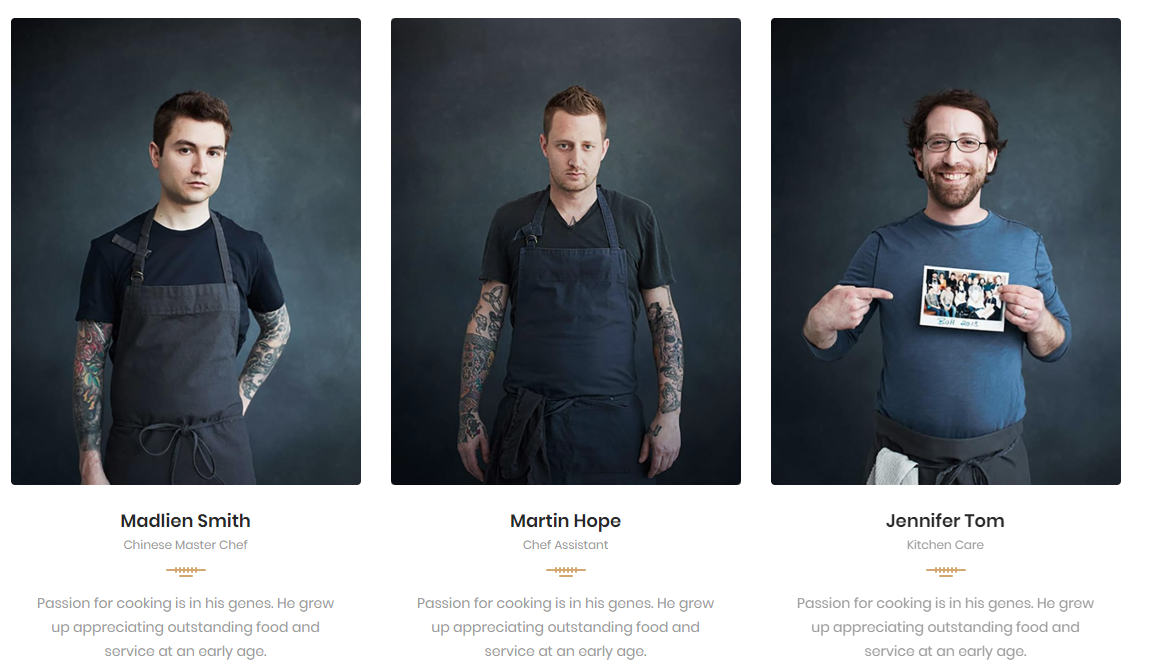 BUH 2013
Madlien Smith
Chinese Master Chef
Passion for cooking is in his genes. He grew
up appreciating outstanding food and
service at an early age.
Martin Hope
Chef Assistant
Passion for cooking is in his genes. He grew
up appreciating outstanding food and
service at an early age.
Jennifer Tom
Kitchen Care
Passion for cooking is in his genes. He grew
up appreciating outstanding food and
service at an early age.